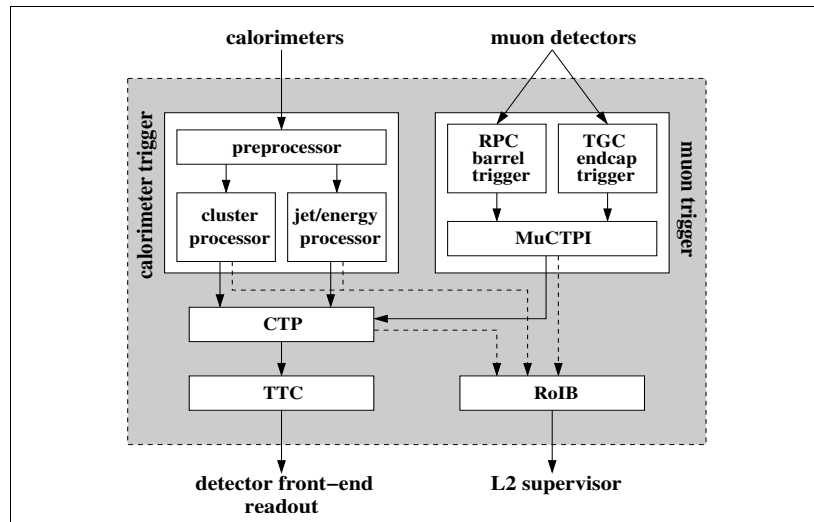 calorimeters
muon detectors
calorimeter trigger
preprocessor
cluster
processor
jet/energy
processor
RPC
barrel
trigger
TGC
endcap
trigger
MuCTPI
muon trigger
CTP
TTC
RoIB
detector front−end
readout
L2 supervisor